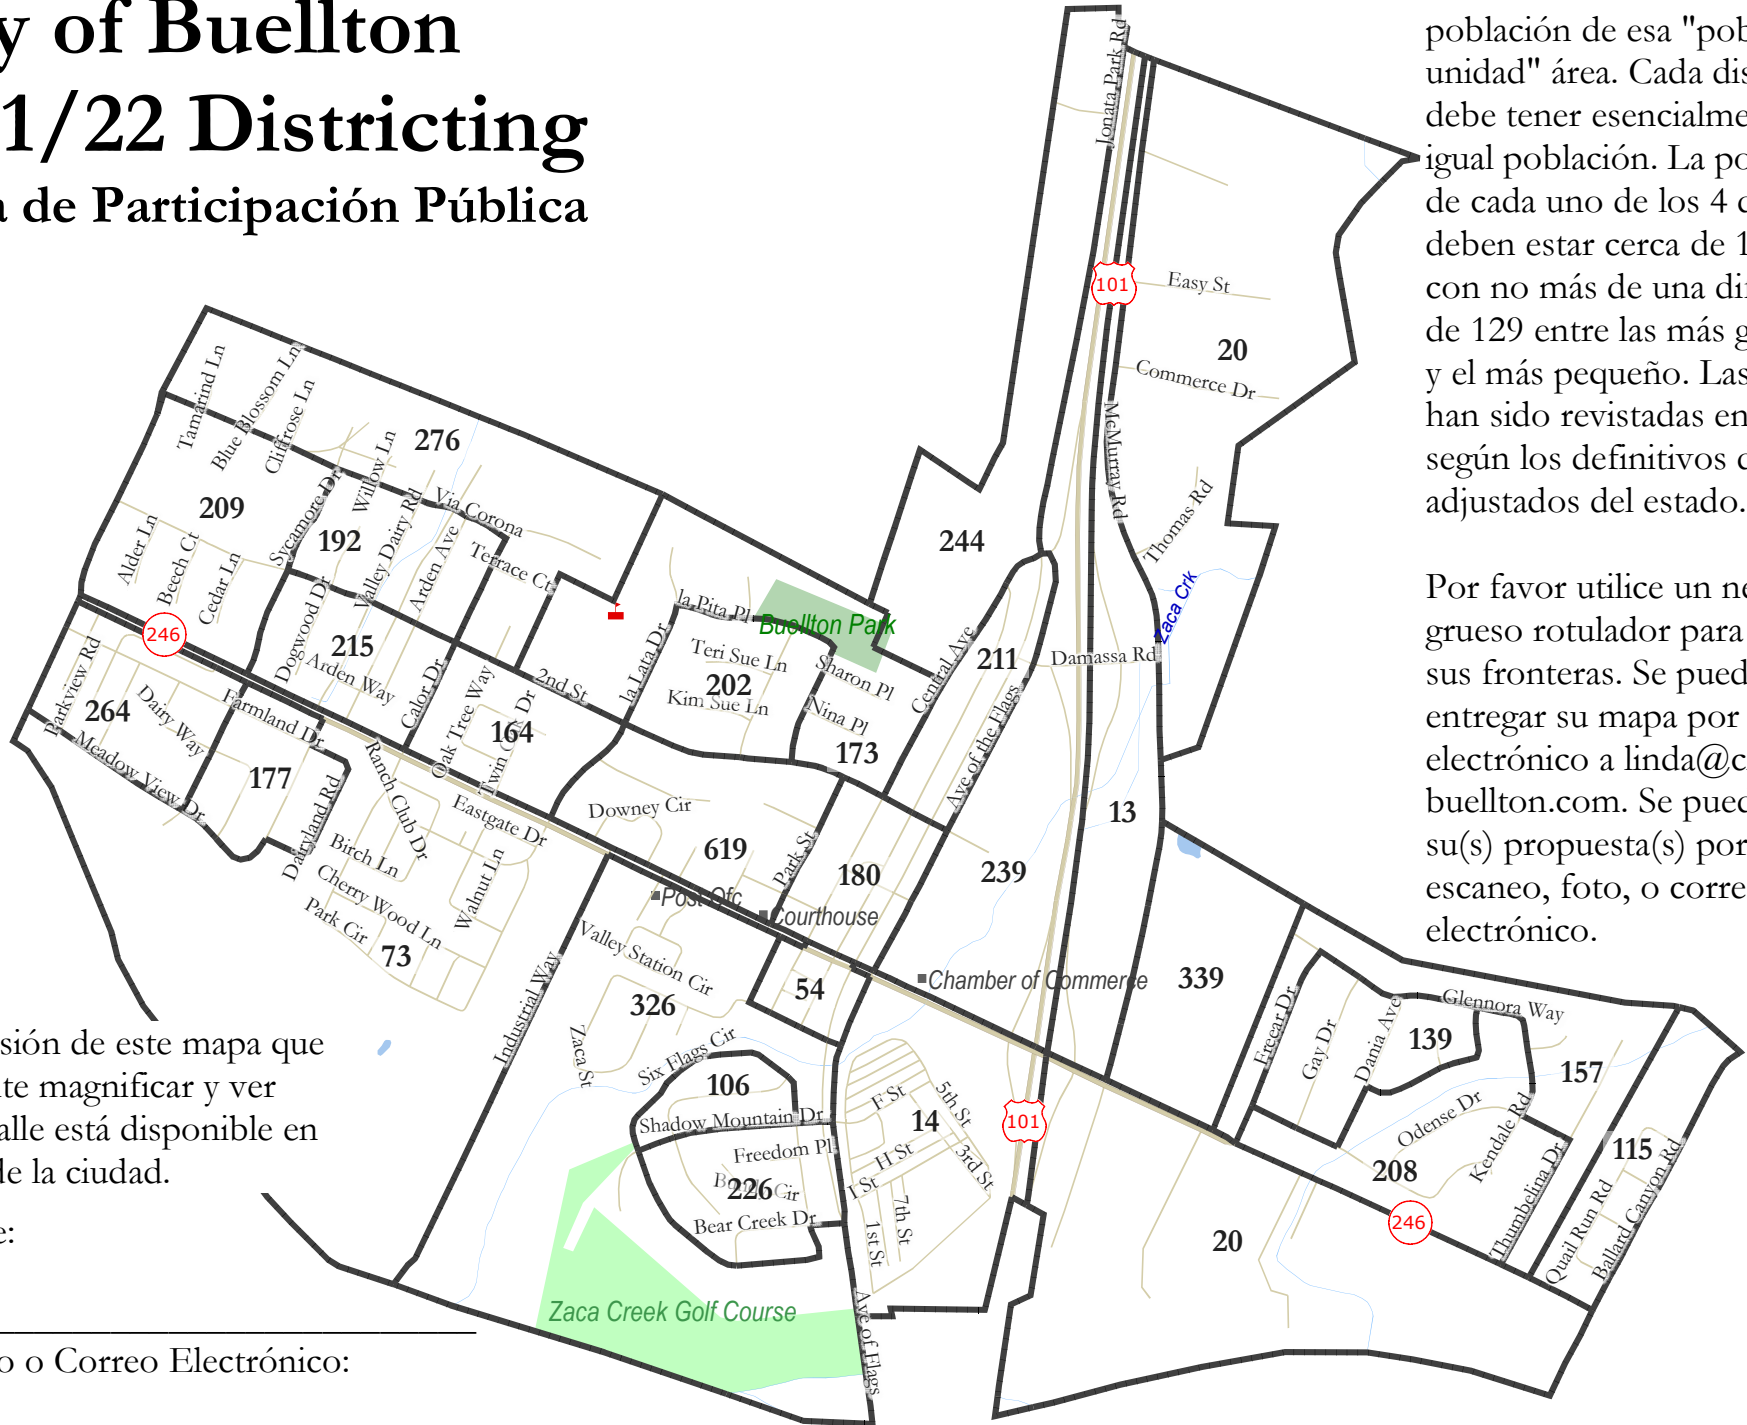 y of Buellton
1/22 Districting
a de Participación Pública
población de esa "pob
unidad" área. Cada dis
debe tener esencialme
igual población. La po
de cada uno de los 4 d
deben estar cerca de 1
con no más de una di
de 129 entre las más g
y el más pequeño. Las
han sido revistadas en
según los definitivos c
adjustados del estado.
Por favor utilice un ne
grueso rotulador para
sus fronteras. Se pued
entregar su mapa por
electrónico a linda@c
buellton.com. Se pued
su(s) propuesta(s) por
escaneo, foto, o corre
electrónico.
Jonata Park Rd
101
Easy St
20
Commerce Dr
McMurray Rd
Thomas Rd
Zaca Crk
Damassa Rd
Tamarind Ln
Blue Blossom Ln
Cliffrose Ln
276
Willow Ln
Via Corona
209
Sycamore Dr
192
Valley Dairy Rd
Arden Ave
Terrace Ct
244
Alder Ln
Beech Ct
Cedar Ln
Dogwood Dr
la Pita Pl
Buellton Park
246
215
Arden Way
Calor Dr
Oak Tree Way
2nd St
la Lata Dr
Teri Sue Ln
202
Kim Sue Ln
Sharon Pl
Nina Pl
Central Ave
211
Ave of the Flags
Parkview Rd
264
Dairy Way
Farmland Dr
Meadow View Dr
177
Dairyland Rd
Ranch Club Dr
164
Twin Dr
173
Eastgate Dr
Downey Cir
619
Park St
180
239
13
Birch Ln
Cherry Wood Ln
Park Cir
Walnut Ln
73
Post Ofc
Courthouse
Industrial Way
Valley Station Cir
326
54
Chamber of Commerce
339
Zaca St
Six Flags Cir
106
Shadow Mountain Dr
Freedom Pl
226
Cir
Bear Creek Dr
F St
5th St
14
H St
3rd St
I St
7th St
1st St
101
Freear Dr
Gay Dr
Dania Ave
139
Glennora Way
157
Odense Dr
Kendale Rd
208
Thumbelina Dr
115
Quail Run Rd
Ballard Canyon Rd
246
20
Zaca Creek Golf Course
Ave of Flags
sión de este mapa que
te magnificar y ver
alle está disponible en
de la ciudad.
e:
o o Correo Electrónico: